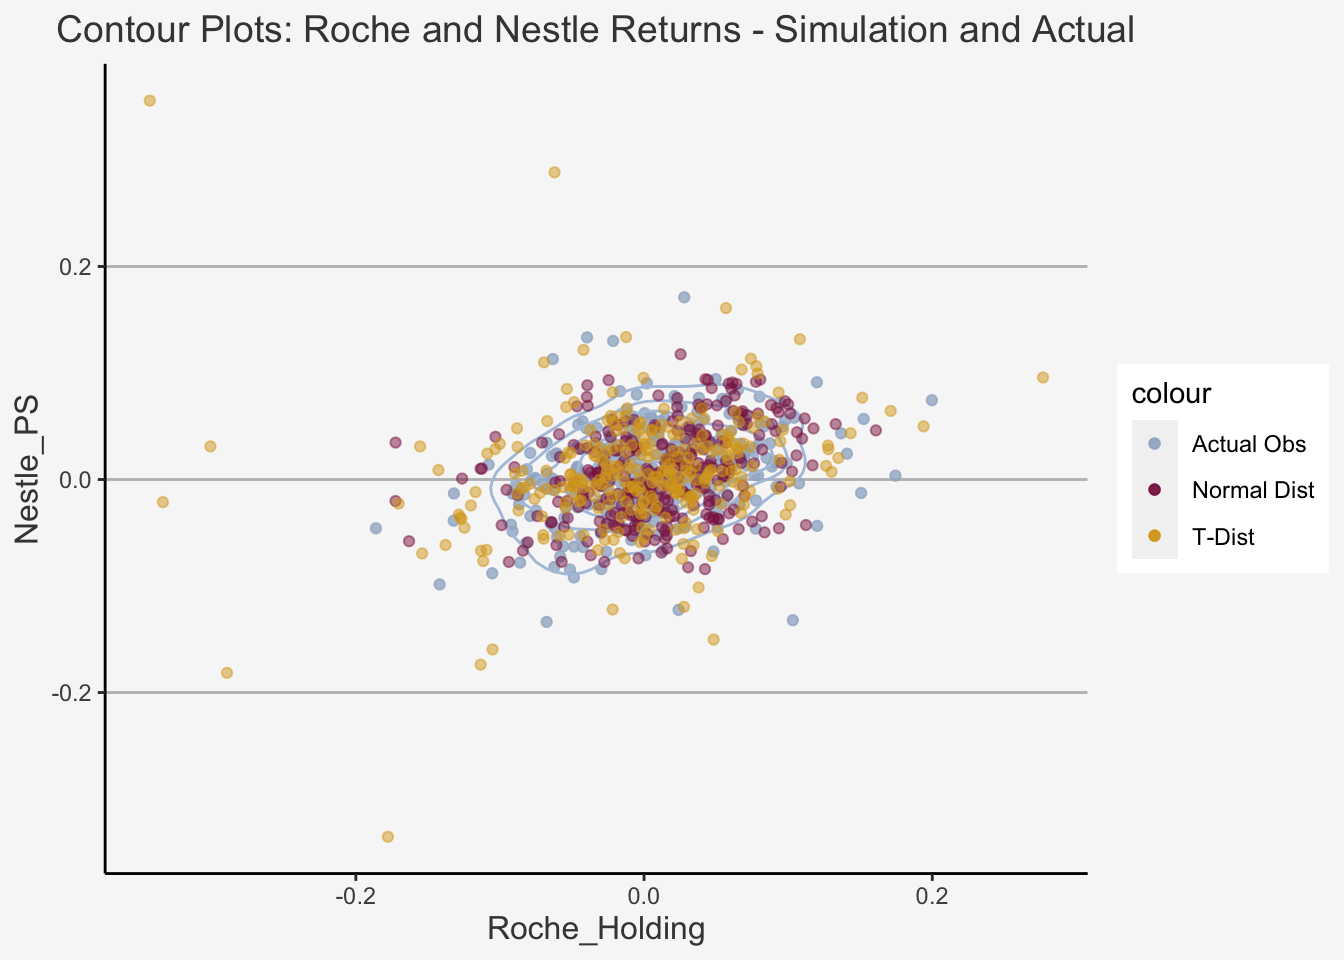 Contour Plots: Roche and Nestle Returns - Simulation and Actual
Nestle_PS
0.2
0.0
-0.2
-0.2
0.0
0.2
Roche_Holding
colour
Actual Obs
Normal Dist
T-Dist